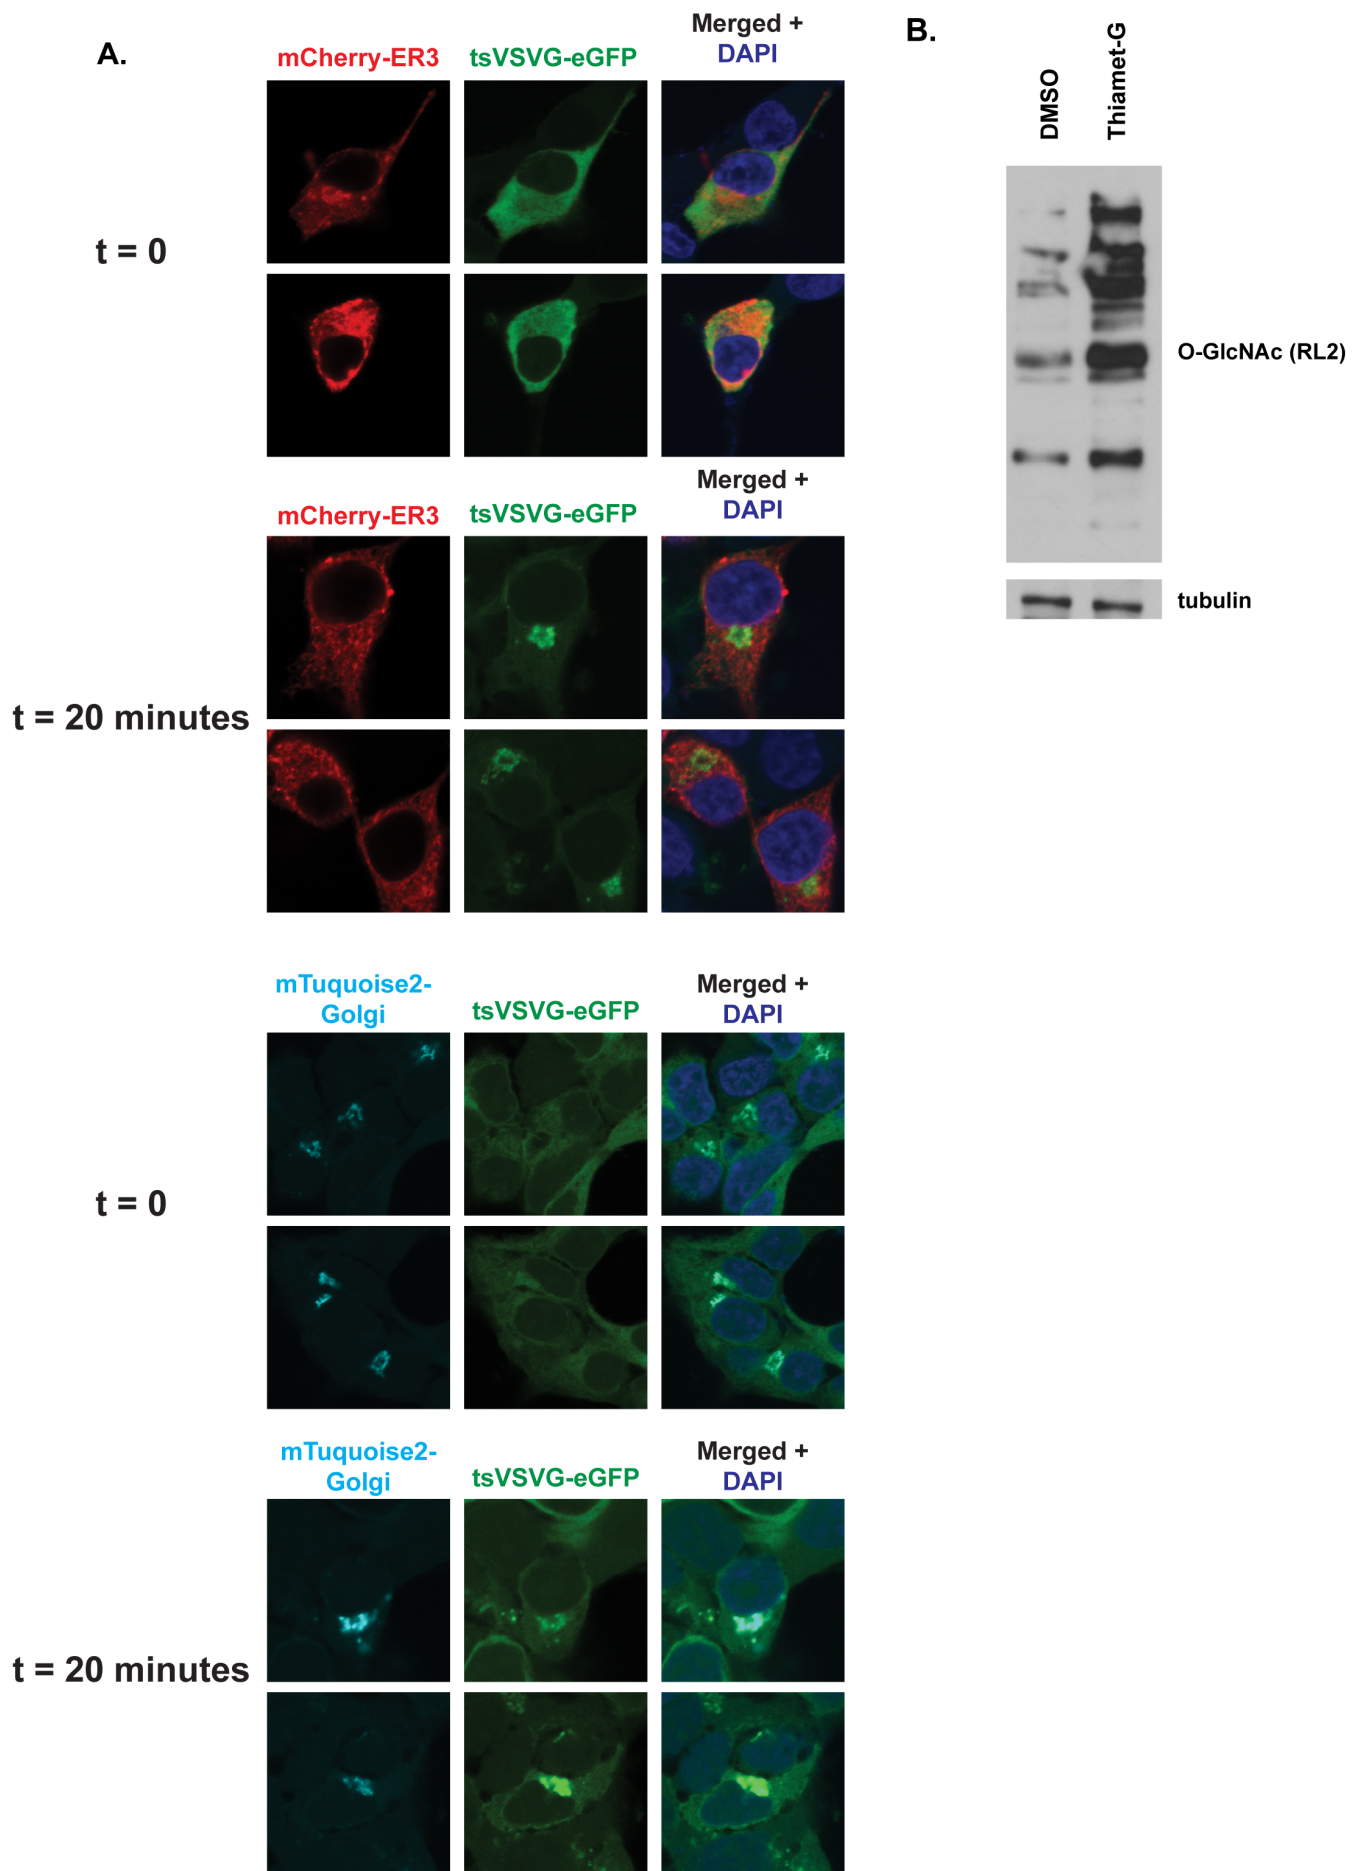 A.
mCherry-ER3
tsVSVG-eGFP
Merged +
DAPI
t = 0
mCherry-ER3
tsVSVG-eGFP
Merged +
DAPI
t = 20 minutes
mTuquoise2-
Golgi
tsVSVG-eGFP
Merged +
DAPI
t = 0
mTuquoise2-
Golgi
tsVSVG-eGFP
Merged +
DAPI
t = 20 minutes
B.
DMSO
Thiamet-G
O-GlcNAc (RL2)
tubulin